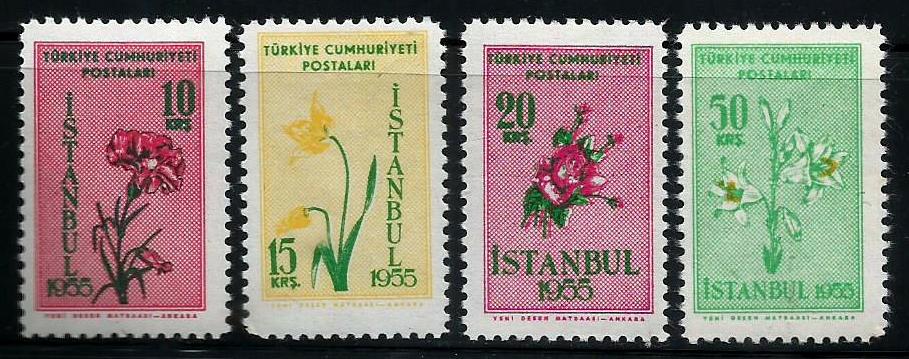 TÜRKİYE CUMHURİYETİ
POSTALARI
10
KRŞ.
İSTANBUL
1955
YENİ DESEN MATBAASI—ANKARA
TÜRKİYE CUMHURİYETİ
POSTALARI
İSTANBUL
15
KRŞ.
1955
YENİ DESEN MATBAASI—ANKARA
TÜRKİYE CUMHURİYETİ
POSTALARI
20
KRŞ.
İSTANBUL
1955
YENİ DESEN MATBAASI—ANKARA
TÜRKİYE CUMHURİYETİ
POSTALARI
50
KRŞ.
İSTANBUL 1955
YENİ DESEN MATBAASI—ANKARA